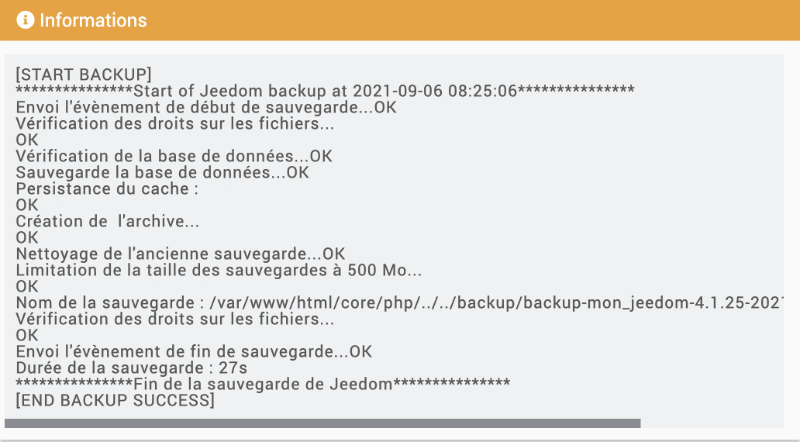 Informations
[START BACKUP]
***************Start of Jeedom backup at 2021-09-06 08:25:06***************
Envoi l'évènement de début de sauvegarde...OK
Vérification des droits sur les fichiers...
OK
Vérification de la base de données...OK
Sauvegarde la base de données...OK
Persistance du cache :
OK
Création de  l'archive...
OK
Nettoyage de l'ancienne sauvegarde...OK
Limitation de la taille des sauvegardes à 500 Mo...
OK
Nom de la sauvegarde : /var/www/html/core/php/../../backup/backup-mon_jeedom-4.1.25-202
Vérification des droits sur les fichiers...
OK
Envoi l'évènement de fin de sauvegarde...OK
Durée de la sauvegarde : 27s
***************Fin de la sauvegarde de Jeedom***************
[END BACKUP SUCCESS]